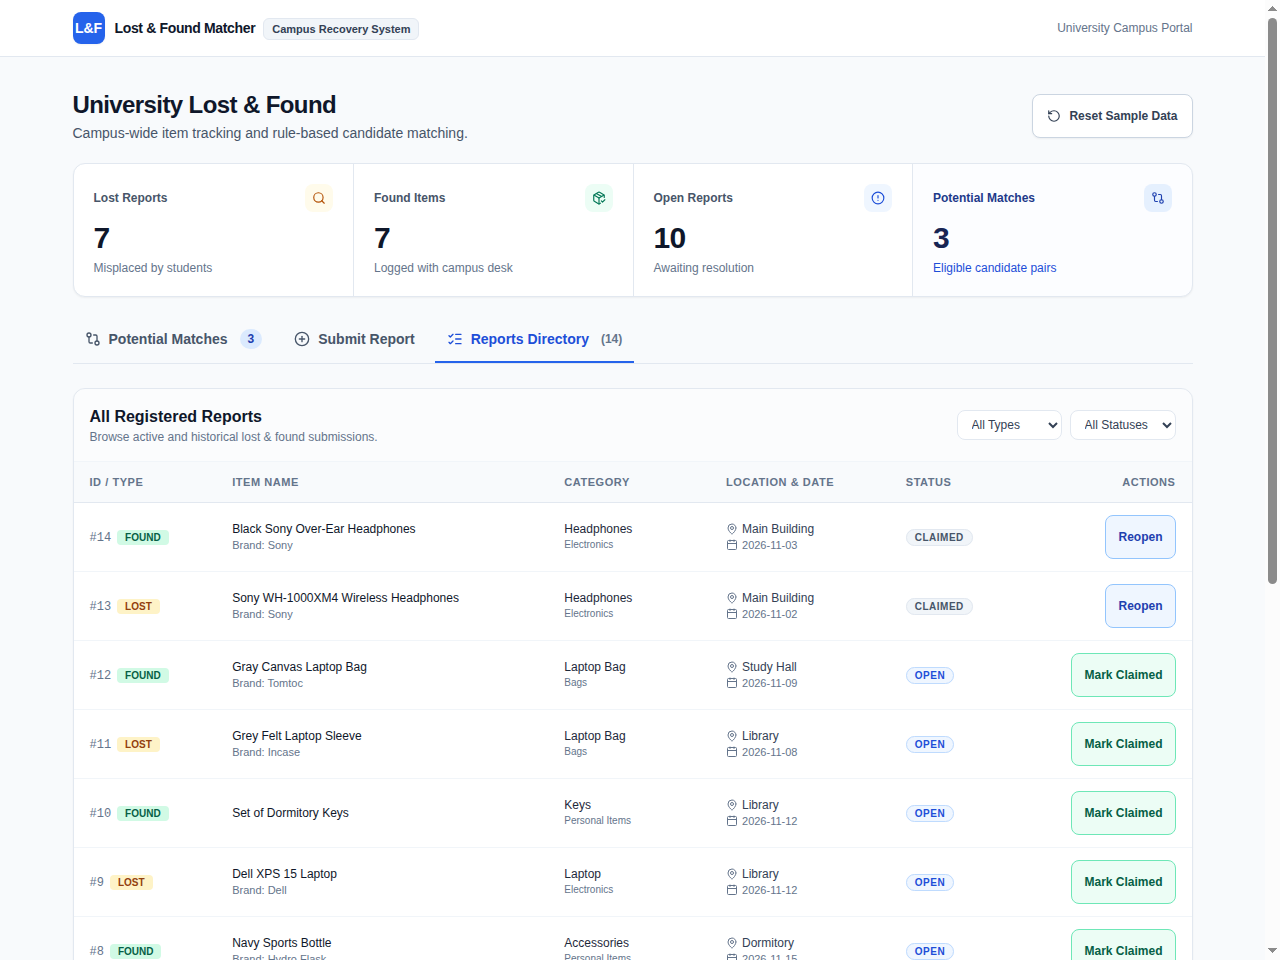 L&F Lost & Found Matcher Campus Recovery System University Campus Portal
University Lost & Found
Campus-wide item tracking and rule-based candidate matching.
Reset Sample Data
Lost Reports
7
Misplaced by students
Found Items
7
Logged with campus desk
Open Reports
10
Awaiting resolution
Potential Matches
3
Eligible candidate pairs
Potential Matches 3 Submit Report Reports Directory (14)
All Registered Reports
Browse active and historical lost & found submissions.
All Types All Statuses
ID / TYPE ITEM NAME CATEGORY LOCATION & DATE STATUS ACTIONS
#14 FOUND
Black Sony Over-Ear Headphones
Brand: Sony
Headphones
Electronics
Main Building
2026-11-03
CLAIMED
Reopen
#13 LOST
Sony WH-1000XM4 Wireless Headphones
Brand: Sony
Headphones
Electronics
Main Building
2026-11-02
CLAIMED
Reopen
#12 FOUND
Gray Canvas Laptop Bag
Brand: Tomtoc
Laptop Bag
Bags
Study Hall
2026-11-09
OPEN
Mark Claimed
#11 LOST
Grey Felt Laptop Sleeve
Brand: Incase
Laptop Bag
Bags
Library
2026-11-08
OPEN
Mark Claimed
#10 FOUND
Set of Dormitory Keys
Keys
Personal Items
Library
2026-11-12
OPEN
Mark Claimed
#9 LOST
Dell XPS 15 Laptop
Brand: Dell
Laptop
Electronics
Library
2026-11-12
OPEN
Mark Claimed
#8 FOUND
Navy Sports Bottle
Brand: Hydro Flask
Accessories
Personal Items
Dormitory
2026-11-15
OPEN
Mark Claimed